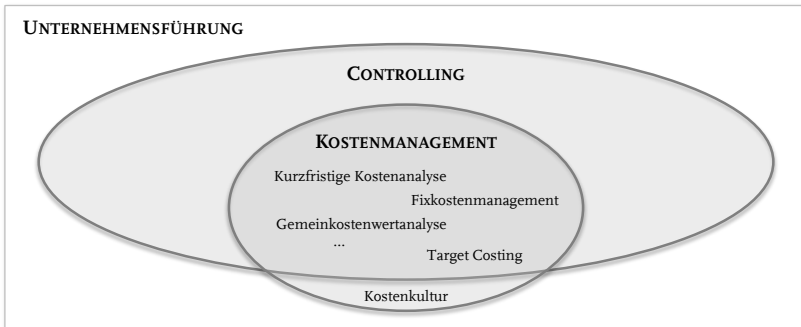 UNTERNEHMENSFÜHRUNG
CONTROLLING
KOSTENMANAGEMENT
Kurzfristige Kostenanalyse
Fixkostenmanagement
Gemeinkostenwertanalyse
...
Target Costing
Kostenkultur